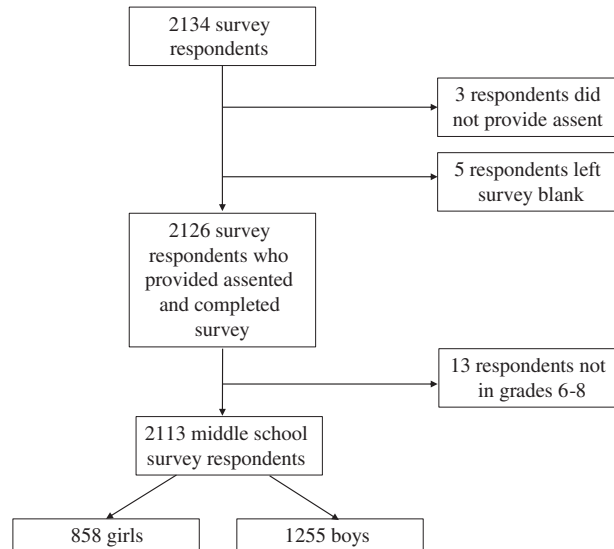 2134 survey
respondents
3 respondents did
not provide assent
5 respondents left
survey blank
2126 survey
respondents who
provided assented
and completed
survey
13 respondents not
in grades 6-8
2113 middle school
survey respondents
858 girls
1255 boys